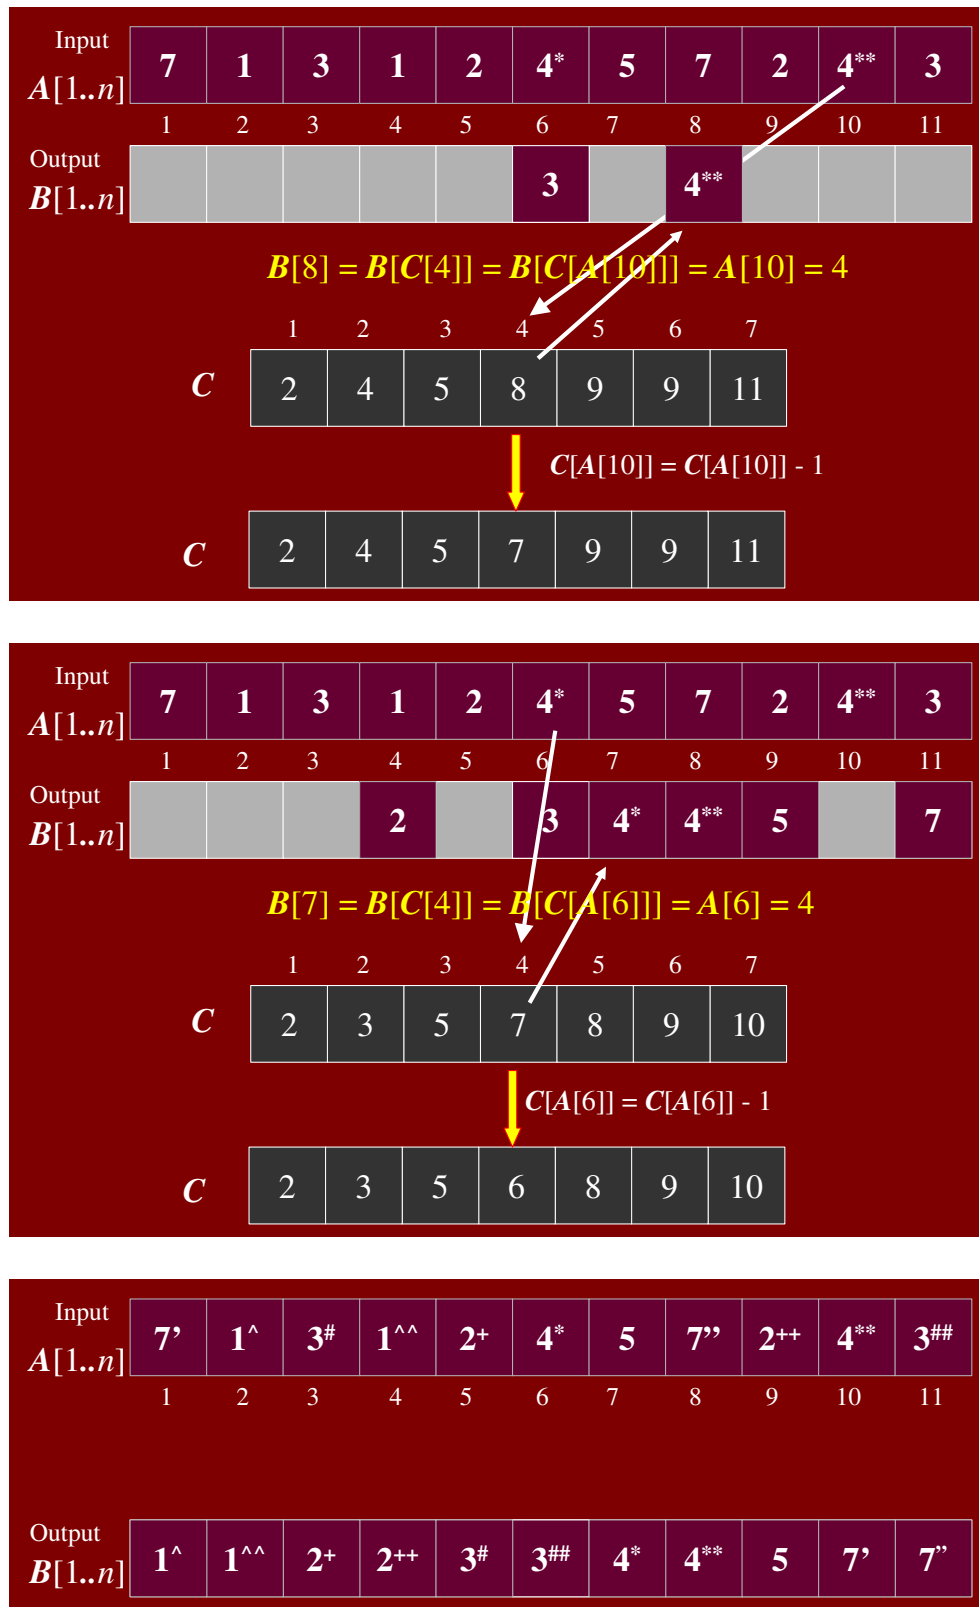 Input
A[1..n] 7 1 3 1 2 4* 5 7 2 4** 3
1 2 3 4 5 6 7 8 9 10 11
Output
B[1..n] 3 4**
B[8] = B[C[4]] = B[C[A[10]]] = A[10] = 4
1 2 3 4 5 6 7
C 2 4 5 8 9 9 11
C[A[10]] = C[A[10]] - 1
C 2 4 5 7 9 9 11
Input
A[1..n] 7 1 3 1 2 4* 5 7 2 4** 3
1 2 3 4 5 6 7 8 9 10 11
Output
B[1..n] 2 3 4* 4** 5 7
B[7] = B[C[4]] = B[C[A[6]]] = A[6] = 4
1 2 3 4 5 6 7
C 2 3 5 7 8 9 10
C[A[6]] = C[A[6]] - 1
C 2 3 5 6 8 9 10
Input
A[1..n] 7’ 1^ 3# 1^^ 2+ 4* 5 7’’ 2++ 4** 3##
1 2 3 4 5 6 7 8 9 10 11
Output
B[1..n] 1^ 1^^ 2+ 2++ 3# 3## 4* 4** 5 7’ 7”